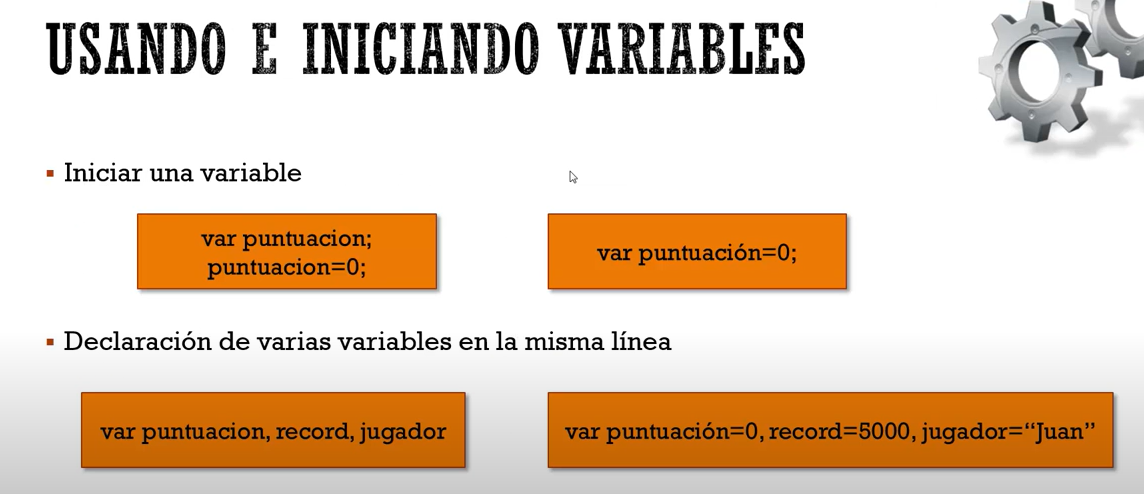 USANDO E INICIANDO VARIABLES
▪ Iniciar una variable
var puntuacion;
puntuacion=0;
var puntuación=0;
▪ Declaración de varias variables en la misma línea
var puntuacion, record, jugador
var puntuación=0, record=5000, jugador=“Juan”